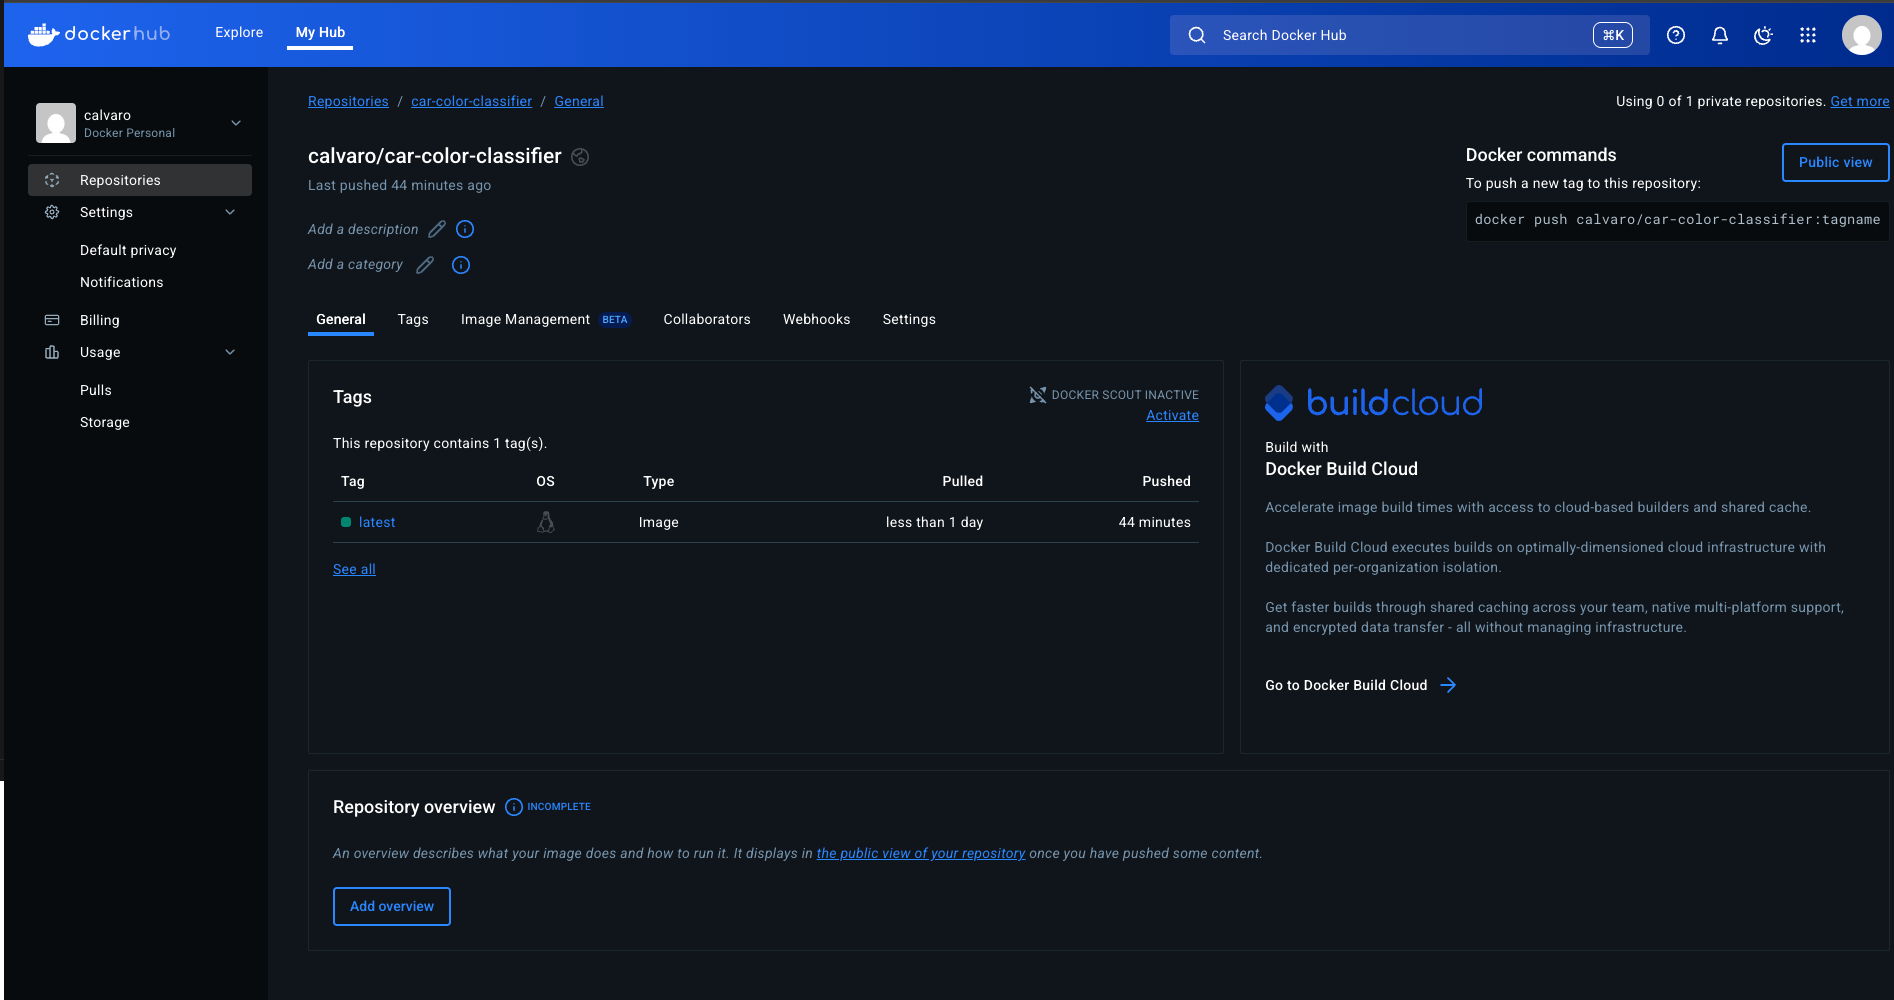 dockerhub
Explore
My Hub
Search Docker Hub
⌘K
calvaro
Docker Personal
Repositories
Settings
Default privacy
Notifications
Billing
Usage
Pulls
Storage
Repositories / car-color-classifier / General
Using 0 of 1 private repositories. Get more
calvaro/car-color-classifier
Last pushed 44 minutes ago
Add a description
Add a category
Docker commands
Public view
To push a new tag to this repository:
docker push calvaro/car-color-classifier:tagname
General
Tags
Image Management BETA
Collaborators
Webhooks
Settings
Tags
DOCKER SCOUT INACTIVE
Activate
This repository contains 1 tag(s).
Tag OS Type Pulled Pushed
latest Image less than 1 day 44 minutes
See all
buildcloud
Build with
Docker Build Cloud
Accelerate image build times with access to cloud-based builders and shared cache.
Docker Build Cloud executes builds on optimally-dimensioned cloud infrastructure with
dedicated per-organization isolation.
Get faster builds through shared caching across your team, native multi-platform support,
and encrypted data transfer - all without managing infrastructure.
Go to Docker Build Cloud
Repository overview INCOMPLETE
An overview describes what your image does and how to run it. It displays in the public view of your repository once you have pushed some content.
Add overview